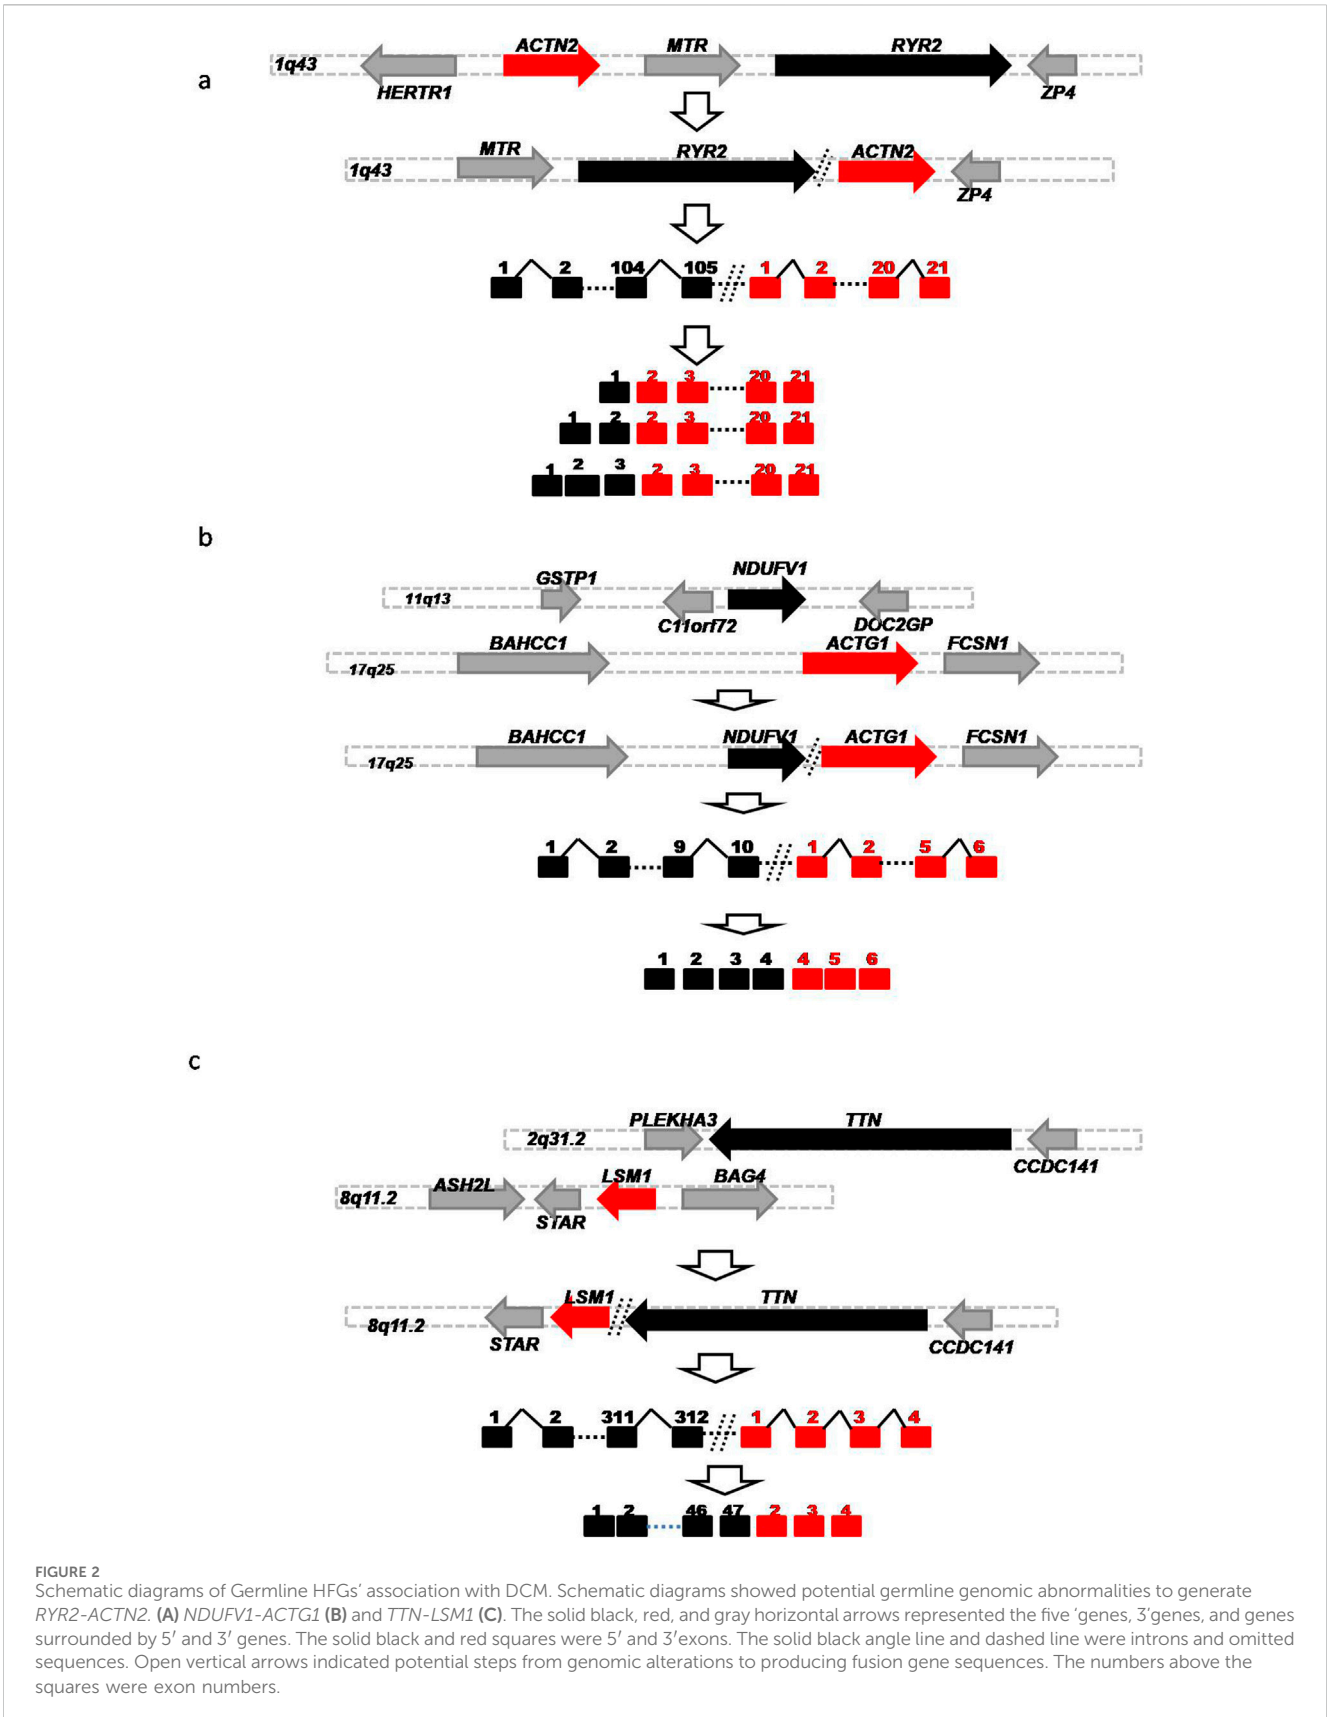 a
ACTN2 MTR RYR2
1q43
HERTR1 ZP4
MTR RYR2 ACTN2
1q43
ZP4
1 2 104 105 1 2 20 21
1 2 3 20 21
1 2 2 3 20 21
1 2 3 2 3 20 21
b
GSTP1 NDUFV1
11q13
C11orf72 DOC2GP
BAHCC1 ACTG1 FCSN1
17q25
BAHCC1 NDUFV1 ACTG1 FCSN1
17q25
1 2 9 10 1 2 5 6
1 2 3 4 4 5 6
c
PLEKHA3 TTN
2q31.2
CCDC141
ASH2L LSM1 BAG4
8q11.2
STAR
LSM1 TTN
8q11.2
STAR CCDC141
1 2 311 312 1 2 3 4
1 2 46 47 2 3 4
FIGURE 2
Schematic diagrams of Germline HFGs' association with DCM. Schematic diagrams showed potential germline genomic abnormalities to generate
RYR2-ACTN2. (A) NDUFV1-ACTG1 (B) and TTN-LSM1 (C). The solid black, red, and gray horizontal arrows represented the five 'genes, 3'genes, and genes
surrounded by 5′ and 3′ genes. The solid black and red squares were 5′ and 3′exons. The solid black angle line and dashed line were introns and omitted
sequences. Open vertical arrows indicated potential steps from genomic alterations to producing fusion gene sequences. The numbers above the
squares were exon numbers.